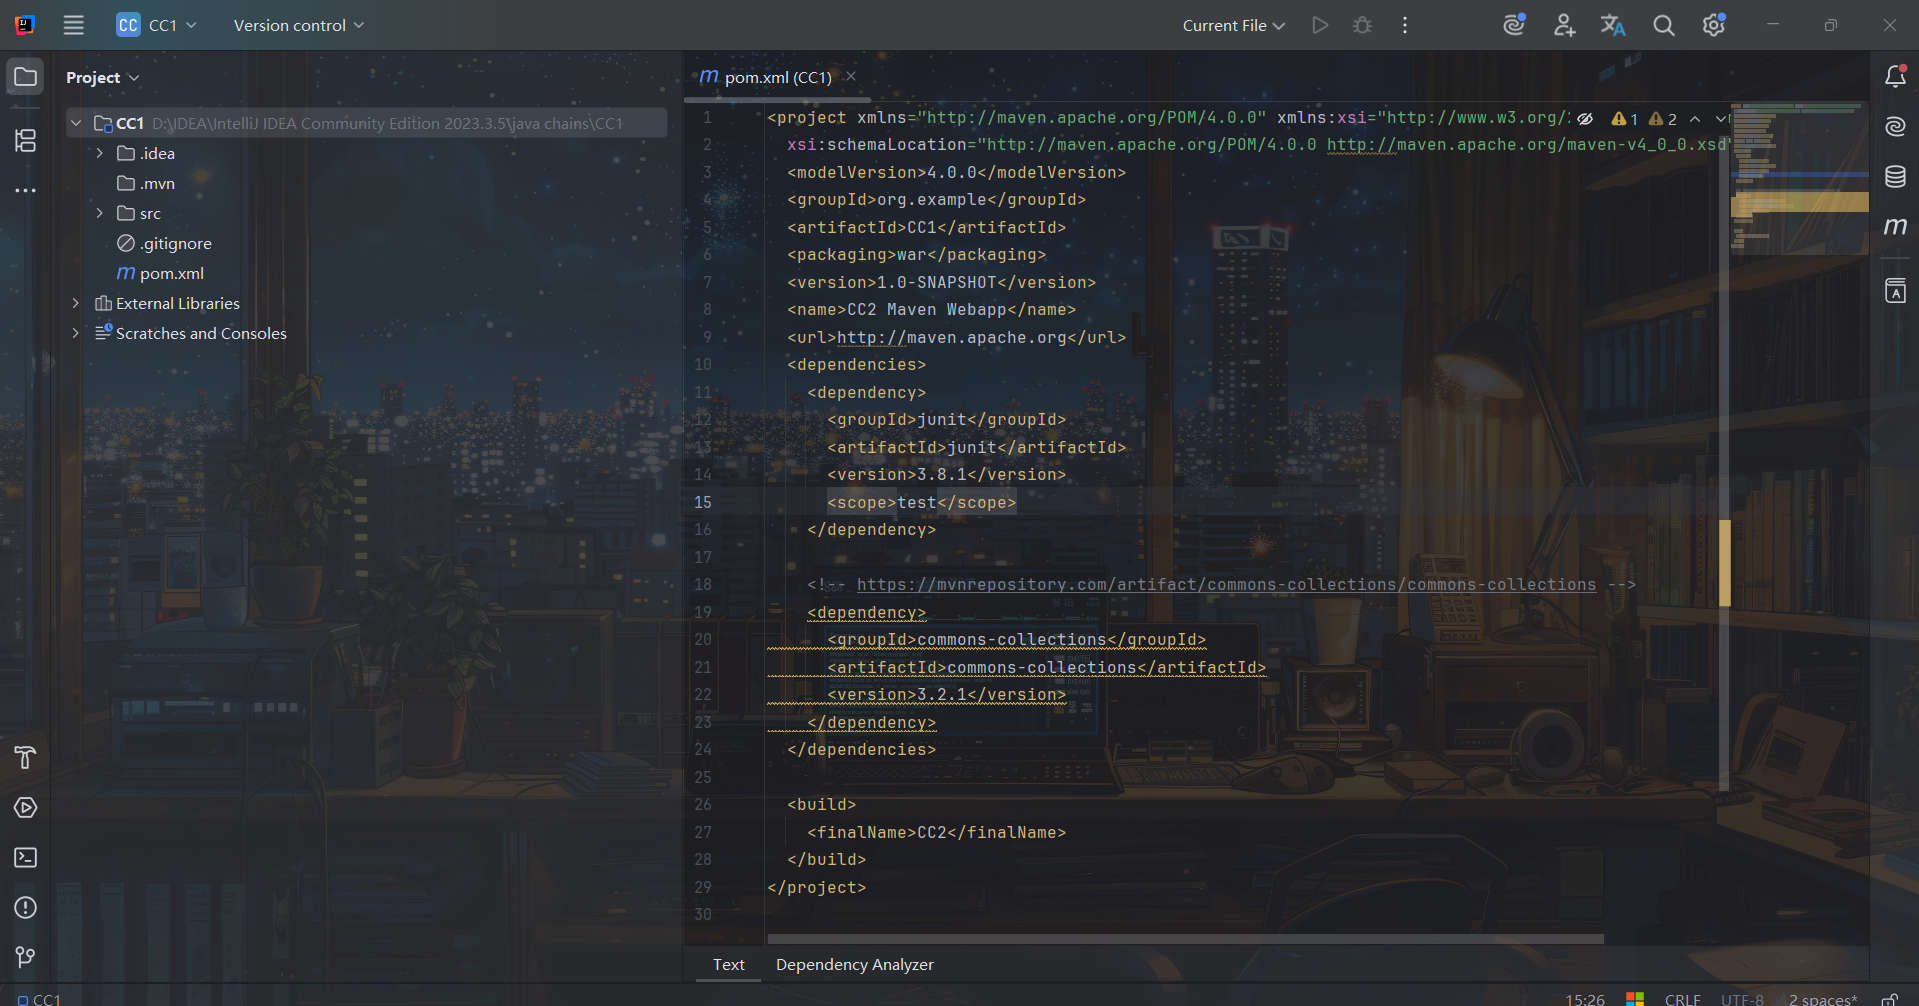 CC CC1 Version control Current File
Project
pom.xml (CC1)
CC1 D:\IDEA\IntelliJ IDEA Community Edition 2023.3.5\java chains\CC1
.idea
.mvn
src
.gitignore
m pom.xml
External Libraries
Scratches and Consoles
1 <project xmlns="http://maven.apache.org/POM/4.0.0" xmlns:xsi="http://www.w3.org/ 1 2
2 xsi:schemaLocation="http://maven.apache.org/POM/4.0.0 http://maven.apache.org/maven-v4_0_0.xsd"
3 <modelVersion>4.0.0</modelVersion>
4 <groupId>org.example</groupId>
5 <artifactId>CC1</artifactId>
6 <packaging>war</packaging>
7 <version>1.0-SNAPSHOT</version>
8 <name>CC2 Maven Webapp</name>
9 <url>http://maven.apache.org</url>
10 <dependencies>
11 <dependency>
12 <groupId>junit</groupId>
13 <artifactId>junit</artifactId>
14 <version>3.8.1</version>
15 <scope>test</scope>
16 </dependency>
17
18 <!-- https://mvnrepository.com/artifact/commons-collections/commons-collections -->
19 <dependency>
20 <groupId>commons-collections</groupId>
21 <artifactId>commons-collections</artifactId>
22 <version>3.2.1</version>
23 </dependency>
24 </dependencies>
25
26 <build>
27 <finalName>CC2</finalName>
28 </build>
29 </project>
30
Text Dependency Analyzer
CC1 15:26 CRLF UTF-8 2 spaces*